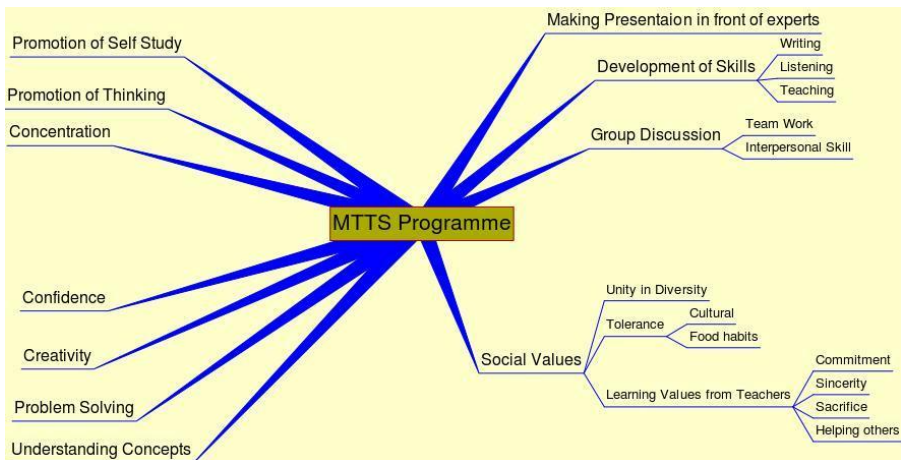 MTTS Programme
Promotion of Self Study
Promotion of Thinking
Concentration
Confidence
Creativity
Problem Solving
Understanding Concepts
Making Presentaion in front of experts
Development of Skills
Writing
Listening
Teaching
Group Discussion
Team Work
Interpersonal Skill
Social Values
Unity in Diversity
Tolerance
Cultural
Food habits
Learning Values from Teachers
Commitment
Sincerity
Sacrifice
Helping others